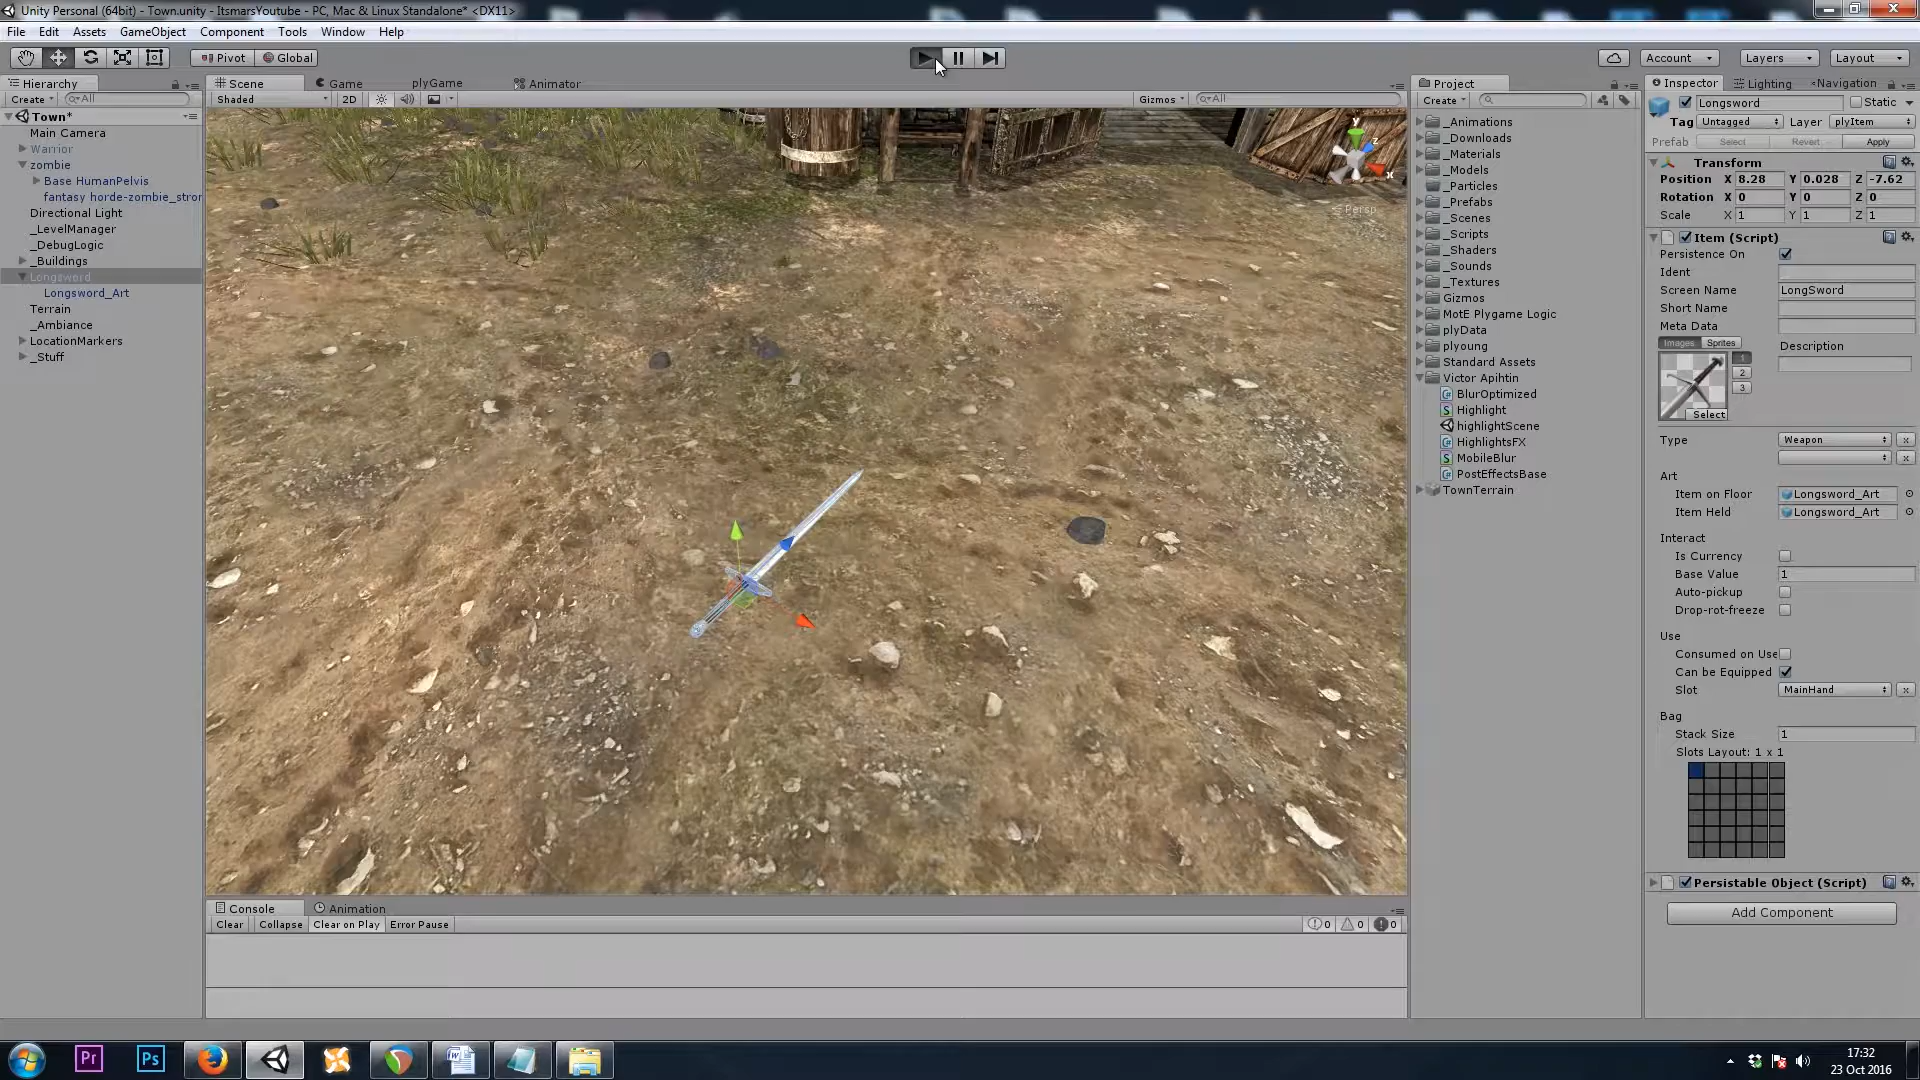 Unity Personal (64bit) - Town.unity - ItsmarsYoutube - PC, Mac & Linux Standalone* <DX11>
File Edit Assets GameObject Component Tools Window Help
Pivot Global Account Layers Layout
Hierarchy
Create All
Town*
Main Camera
Warrior
zombie
Base HumanPelvis
fantasy horde-zombie_stror
Directional Light
_LevelManager
_DebugLogic
_Buildings
Longsword
Longsword_Art
Terrain
_Ambiance
LocationMarkers
_Stuff
Scene Game plyGame Animator
Shaded 2D Gizmos All
y
z
x
Persp
Console Animation
Clear Collapse Clear on Play Error Pause 0 0 0
Project
Create
_Animations
_Downloads
_Materials
_Models
_Particles
_Prefabs
_Scenes
_Scripts
_Shaders
_Sounds
_Textures
Gizmos
MotE Plygame Logic
plyData
plyoung
Standard Assets
Victor Apihtin
BlurOptimized
Highlight
highlightScene
HighlightsFX
MobileBlur
PostEffectsBase
TownTerrain
Inspector Lighting Navigation
Longsword Static
Tag Untagged Layer plyItem
Prefab Select Revert Apply
Transform
Position X 8.28 Y 0.028 Z -7.62
Rotation X 0 Y 0 Z 0
Scale X 1 Y 1 Z 1
Item (Script)
Persistence On
Ident
Screen Name LongSword
Short Name
Meta Data
Images Sprites
Description
1
2
3
Select
Type Weapon x
x
Art
Item on Floor Longsword_Art
Item Held Longsword_Art
Interact
Is Currency
Base Value 1
Auto-pickup
Drop-rot-freeze
Use
Consumed on Use
Can be Equipped
Slot MainHand x
Bag
Stack Size 1
Slots Layout: 1 x 1
Persistable Object (Script)
Add Component
Pr Ps
17:32
23 Oct 2016